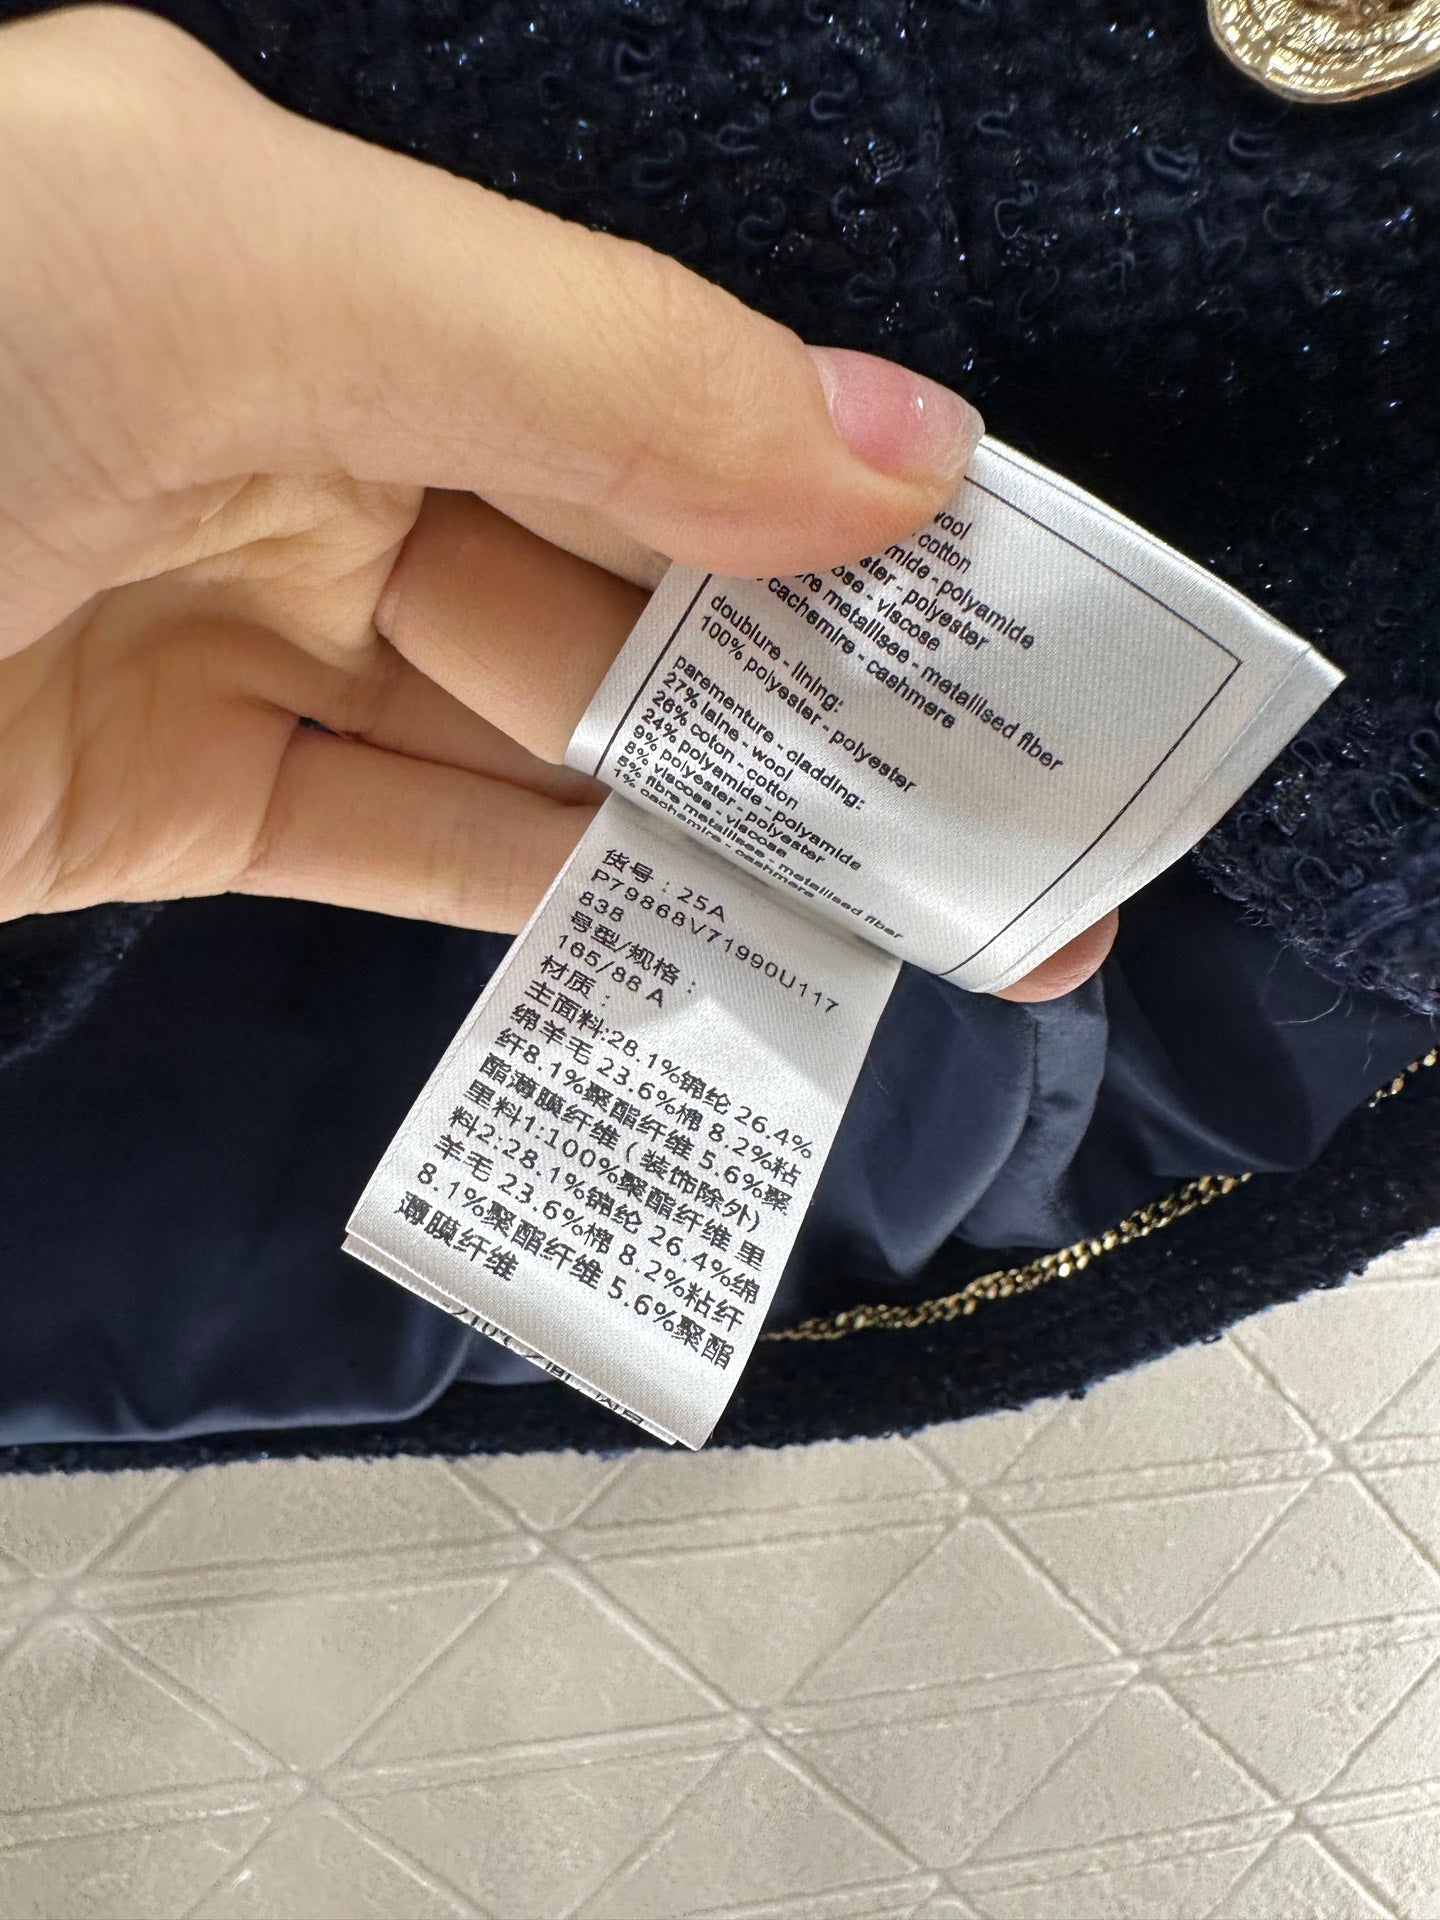 wool
cotton
mide - polyamide
ster - polyester
ose - viscose
re metallisee - metallised fiber
cachemire - cashmere
doublure - lining:
100% polyester - polyester
parementure - cladding:
27% laine - wool
26% coton - cotton
24% polyamide - polyamide
9% polyester - polyester
8% viscose - viscose
5% fibre metallisee - metallised fiber
1% cachemire - cashmere
货号：25A
P79868V71990U117
838
号型/规格：
165/88 A
材质：
主面料:28.1%锦纶 26.4%
绵羊毛 23.6%棉 8.2%粘
纤8.1%聚酯纤维 5.6%聚
酯薄膜纤维 (装饰除外)
里料1:100%聚酯纤维 里
料2:28.1%锦纶 26.4%绵
羊毛 23.6%棉 8.2%粘纤
8.1%聚酯纤维 5.6%聚酯
薄膜纤维